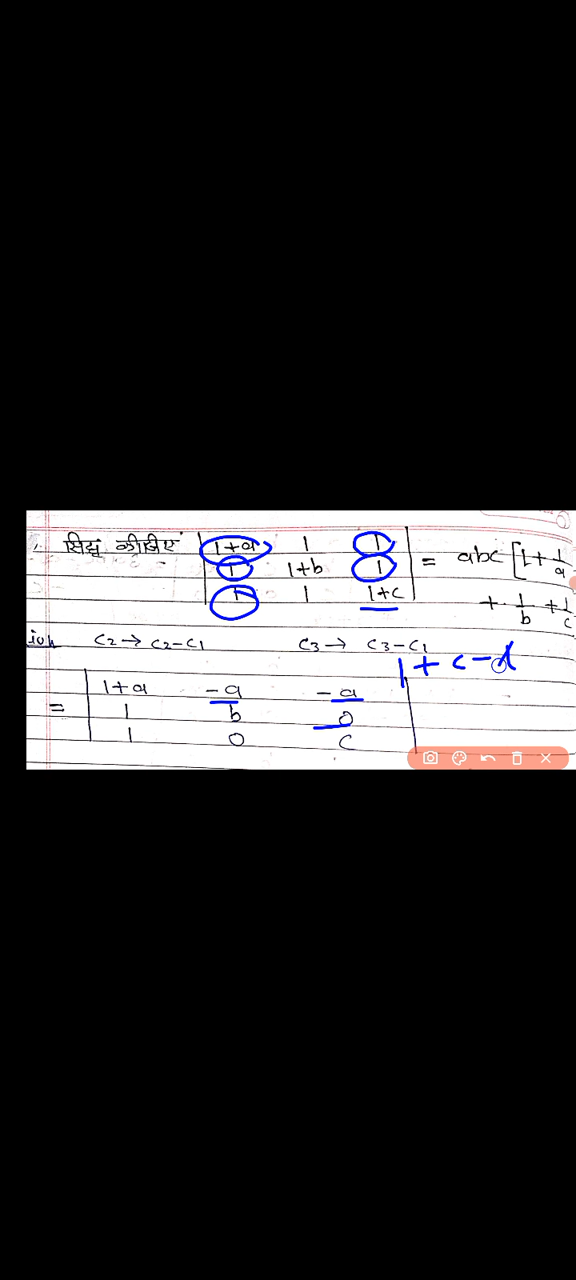 सिद्ध कीजिए | 1+a 1 1 | = abc [1+1/a
| 1 1+b 1 | + 1/b + 1/c
| 1 1 1+c |
C2 → C2-C1 C3 → C3-C1
1 + c - 1
= | 1+a -a -a |
| 1 b 0 |
| 1 0 c |